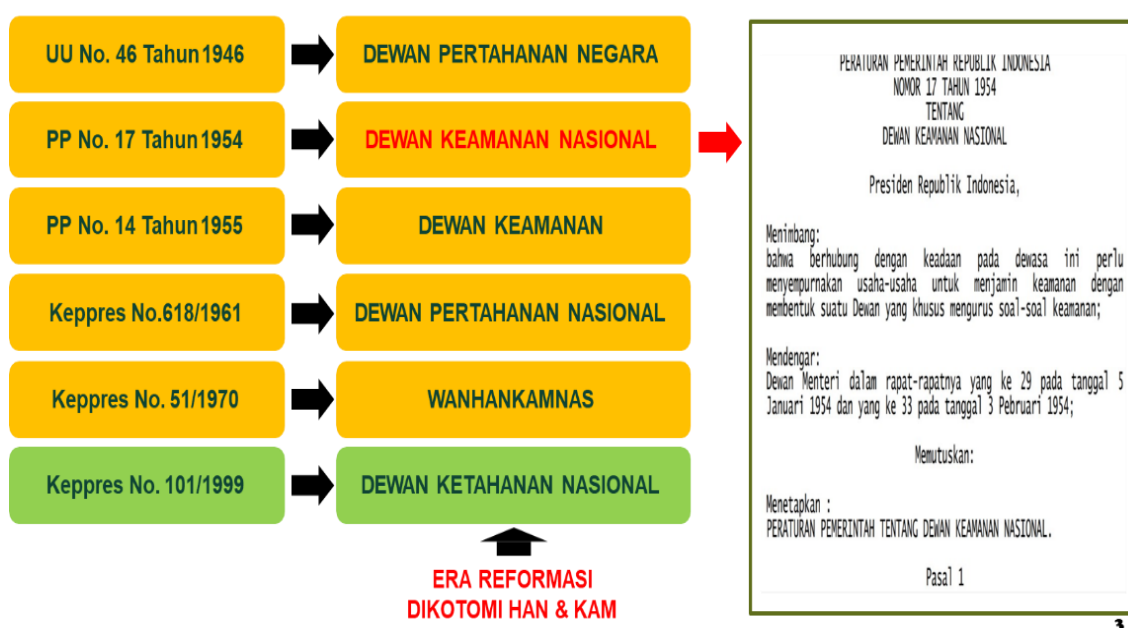 UU No. 46 Tahun 1946
DEWAN PERTAHANAN NEGARA
PP No. 17 Tahun 1954
DEWAN KEAMANAN NASIONAL
PP No. 14 Tahun 1955
DEWAN KEAMANAN
Keppres No.618/1961
DEWAN PERTAHANAN NASIONAL
Keppres No. 51/1970
WANHANKAMNAS
Keppres No. 101/1999
DEWAN KETAHANAN NASIONAL
ERA REFORMASI
DIKOTOMI HAN & KAM
PERATURAN PEMERINTAH REPUBLIK INDONESIA
NOMOR 17 TAHUN 1954
TENTANG
DEWAN KEAMANAN NASIONAL
Presiden Republik Indonesia,
Menimbang:
bahwa berhubung dengan keadaan pada dewasa ini perlu
menyempurnakan usaha-usaha untuk menjamin keamanan dengan
membentuk suatu Dewan yang khusus mengurus soal-soal keamanan;
Mendengar:
Dewan Menteri dalam rapat-rapatnya yang ke 29 pada tanggal 5
Januari 1954 dan yang ke 33 pada tanggal 3 Pebruari 1954;
Memutuskan:
Menetapkan :
PERATURAN PEMERINTAH TENTANG DEWAN KEAMANAN NASIONAL.
Pasal 1
3